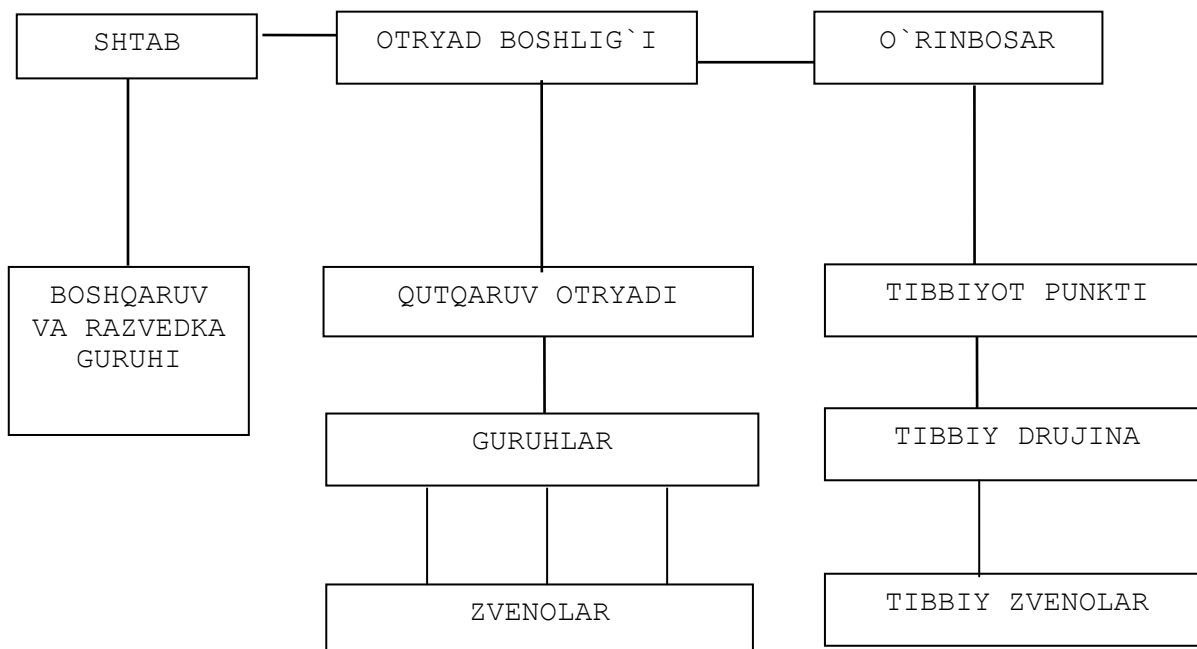 SHTAB
OTRYAD BOSHLIG`I
O`RINBOSAR
BOSHQARUV
VA RAZVEDKA
GURUHI
QUTQARUV OTRYADI
TIBBIYOT PUNKTI
GURUHLAR
TIBBIY DRUJINA
ZVENOLAR
TIBBIY ZVENOLAR